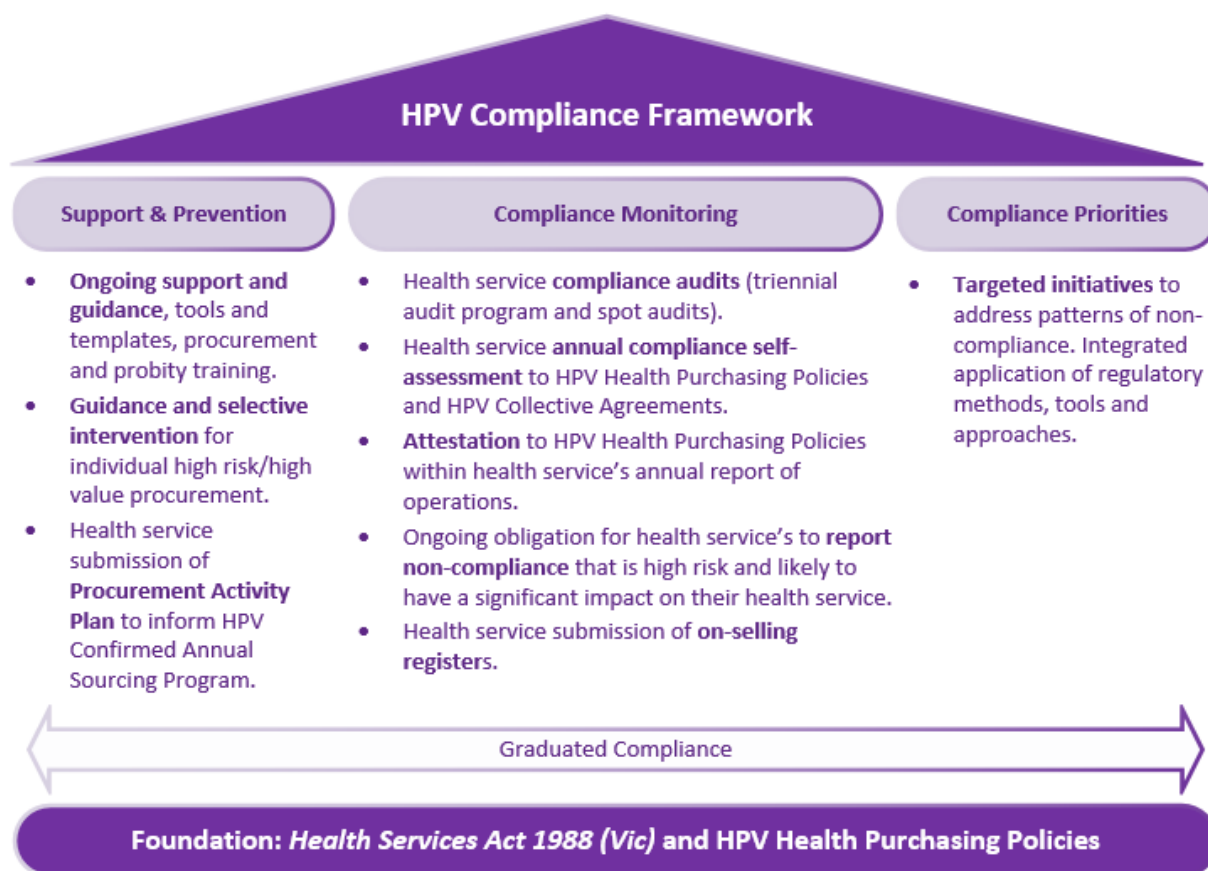 HPV Compliance Framework
Support & Prevention
• Ongoing support and
guidance, tools and
templates, procurement
and probity training.
• Guidance and selective
intervention for
individual high risk/high
value procurement.
• Health service
submission of
Procurement Activity
Plan to inform HPV
Confirmed Annual
Sourcing Program.
Compliance Monitoring
• Health service compliance audits (triennial
audit program and spot audits).
• Health service annual compliance self-
assessment to HPV Health Purchasing Policies
and HPV Collective Agreements.
• Attestation to HPV Health Purchasing Policies
within health service’s annual report of
operations.
• Ongoing obligation for health service’s to report
non-compliance that is high risk and likely to
have a significant impact on their health service.
• Health service submission of on-selling
registers.
Compliance Priorities
• Targeted initiatives to
address patterns of non-
compliance. Integrated
application of regulatory
methods, tools and
approaches.
Graduated Compliance
Foundation: Health Services Act 1988 (Vic) and HPV Health Purchasing Policies